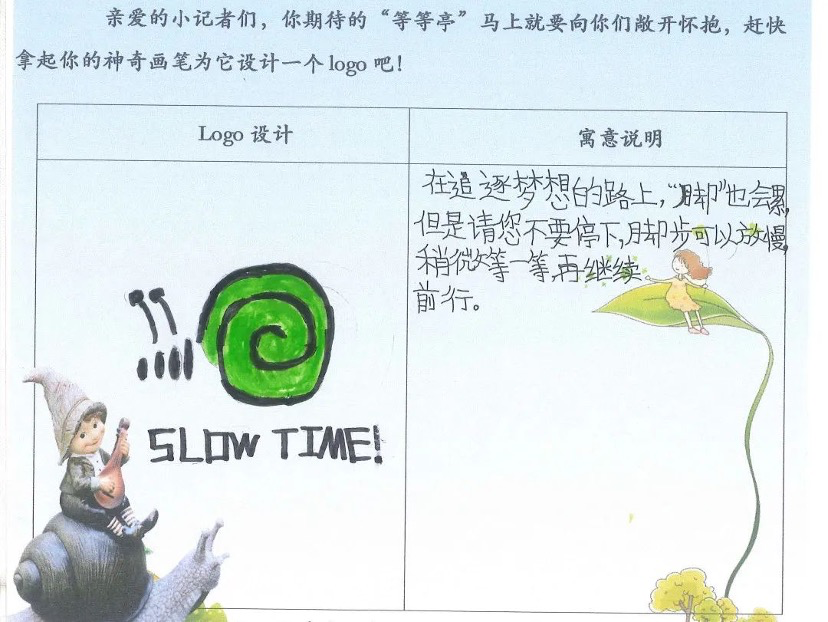 亲爱的小记者们，你期待的“等等亭”马上就要向你们敞开怀抱，赶快
拿起你的神奇画笔为它设计一个logo吧！
Logo 设计
寓意说明
在追逐梦想的路上，“脚”也会累，
但是请您不要停下，脚步可以放慢，
稍微等一等，再继续
前行。
SLOW TIME!